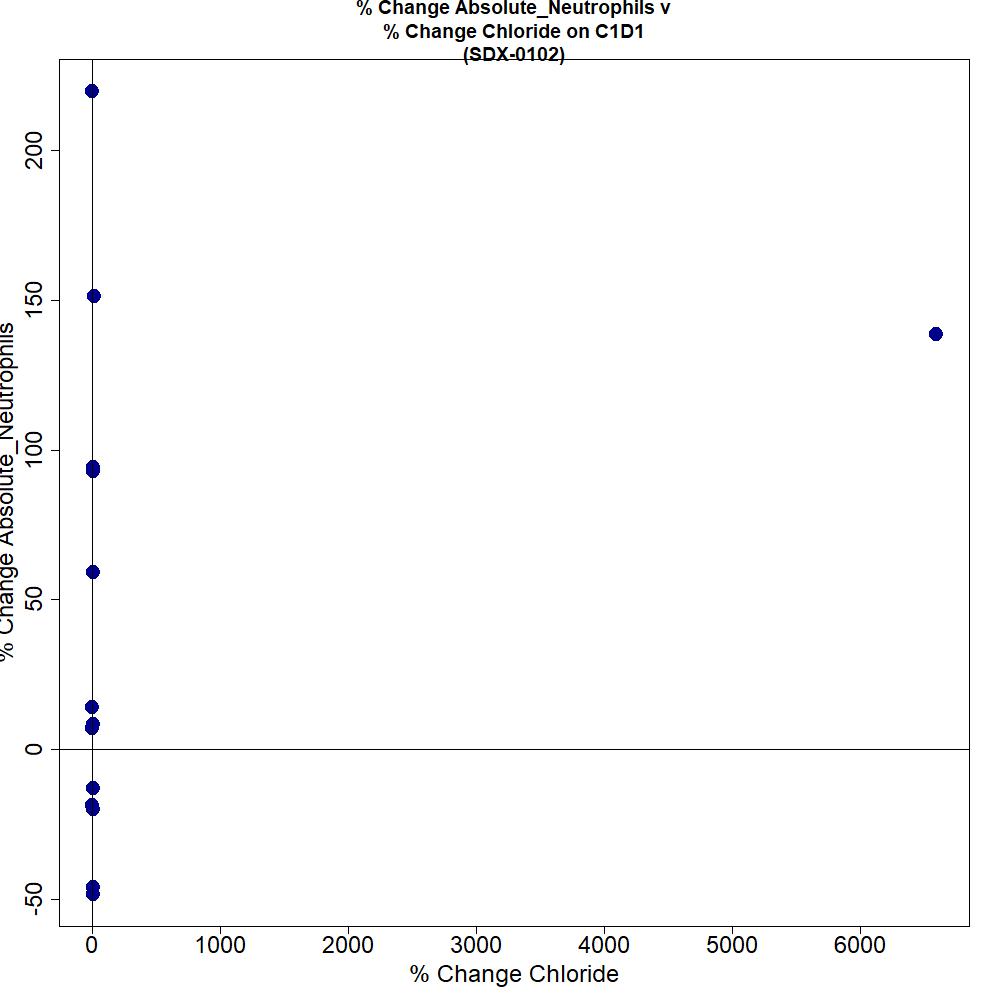 % Change Absolute_Neutrophils v
% Change Chloride on C1D1
(SDX-0102)
% Change Absolute_Neutrophils
200
150
100
50
0
-50
0 1000 2000 3000 4000 5000 6000
% Change Chloride